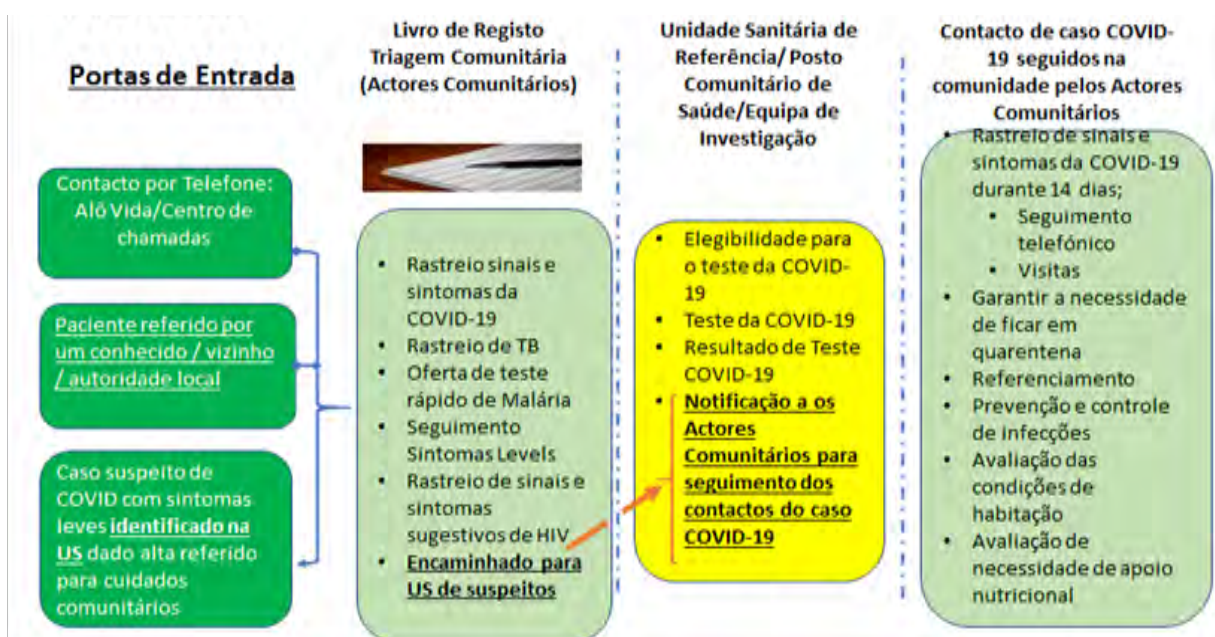 Portas de Entrada
Contacto por Telefone:
Alô Vida/Centro de
chamadas
Paciente referido por
um conhecido / vizinho
/ autoridade local
Caso suspeito de
COVID com sintomas
leves identificado na
US dado alta referido
para cuidados
comunitários
Livro de Registo
Triagem Comunitária
(Actores Comunitários)
• Rastreio sinais e
sintomas da
COVID-19
• Rastreio de TB
• Oferta de teste
rápido de Malária
• Seguimento
Sintomas Levels
• Rastreio de sinais e
sintomas
sugestivos de HIV
• Encaminhado para
US de suspeitos
Unidade Sanitária de
Referência/ Posto
Comunitário de
Saúde/Equipa de
Investigação
• Elegibilidade para
o teste da COVID-
19
• Teste da COVID-19
• Resultado de Teste
COVID-19
• Notificação a os
Actores
Comunitários para
seguimento dos
contactos do caso
COVID-19
Contacto de caso COVID-
19 seguidos na
comunidade pelos Actores
Comunitários
• Rastreio de sinais e
sintomas da COVID-19
durante 14 dias;
• Seguimento
telefónico
• Visitas
• Garantir a necessidade
de ficar em
quarentena
• Referenciamento
• Prevenção e controle
de infecções
• Avaliação das
condições de
habitação
• Avaliação de
necessidade de apoio
nutricional